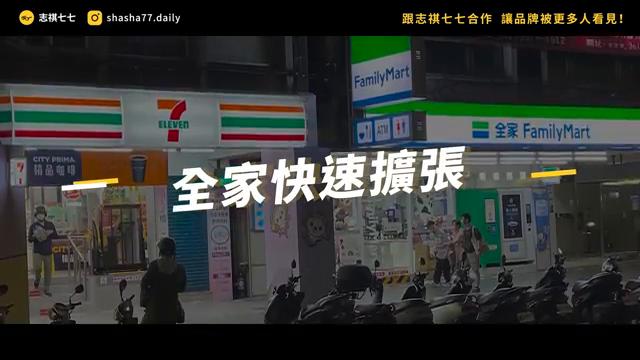 志祺七七 shasha77.daily
跟志祺七七合作 讓品牌被更多人看見！
FamilyMart
7
ELEVEN
ATM
全家 FamilyMart
CITY PRIMA
精品咖啡
全家快速擴張